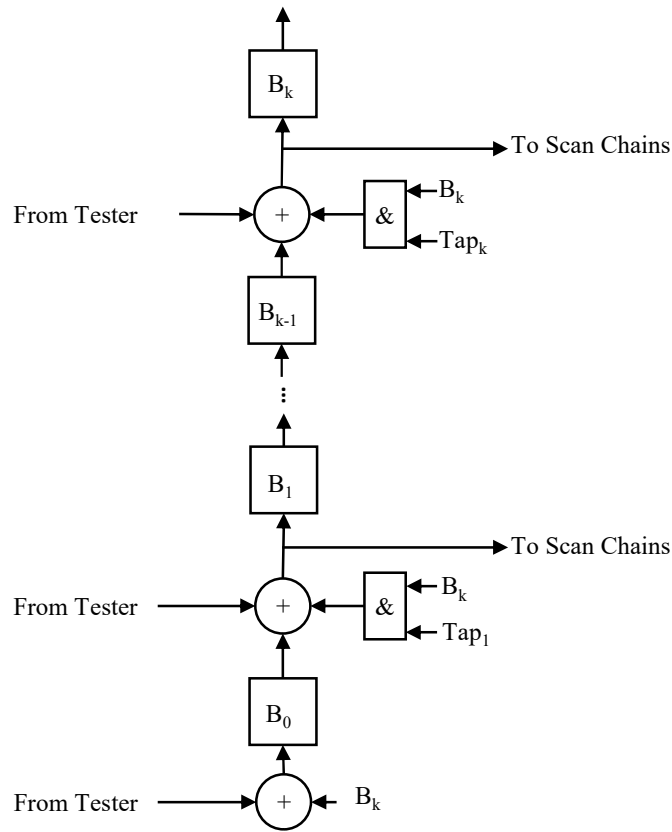 B_k
To Scan Chains
B_k
From Tester + &
Tap_k
B_k-1
...
B_1
To Scan Chains
B_k
From Tester + &
Tap_1
B_0
From Tester + B_k